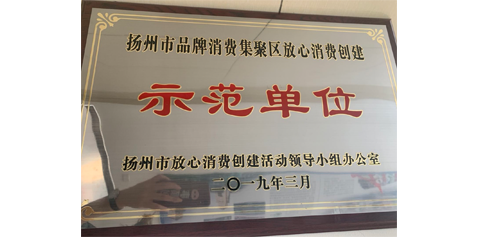 扬州市品牌消费集聚区放心消费创建
示范单位
扬州市放心消费创建活动领导小组办公室
二〇一九年三月